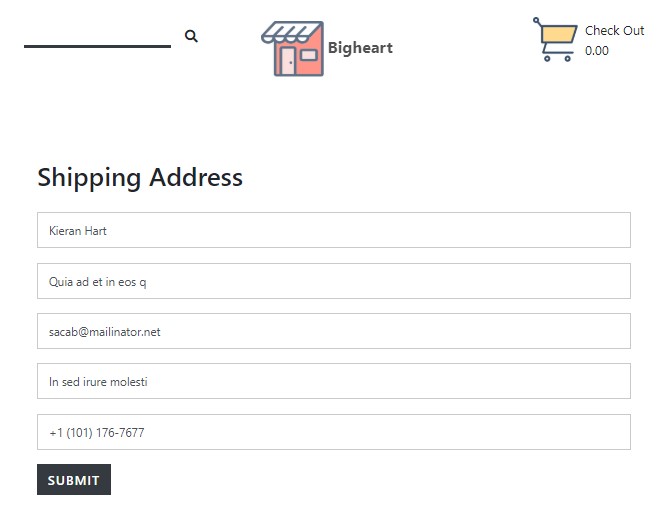 Bigheart
Check Out
0.00
Shipping Address
Kieran Hart
Quia ad et in eos q
sacab@mailinator.net
In sed irure molesti
+1 (101) 176-7677
SUBMIT